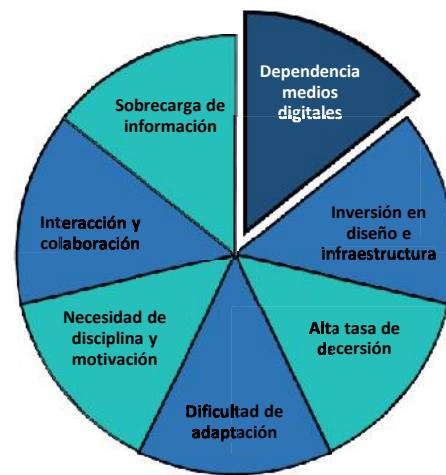 Dependencia
medios
digitales
Inversión en
diseño e
infraestructura
Alta tasa de
decersión
Dificultad de
adaptación
Necesidad de
disciplina y
motivación
Interacción y
colaboración
Sobrecarga de
información